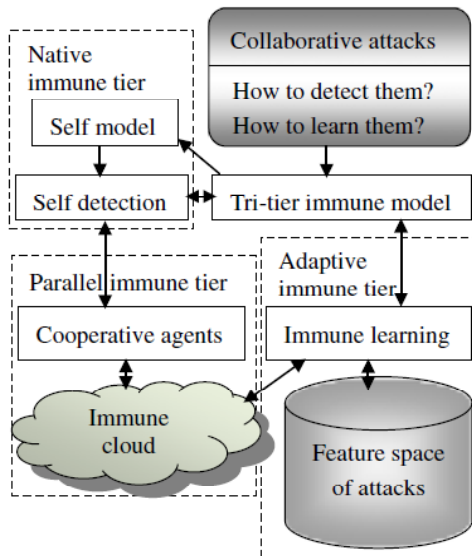 Native
immune tier
Self model
Self detection
Collaborative attacks
How to detect them?
How to learn them?
Tri-tier immune model
Parallel immune tier
Cooperative agents
Immune
cloud
Adaptive
immune tier
Immune learning
Feature space
of attacks